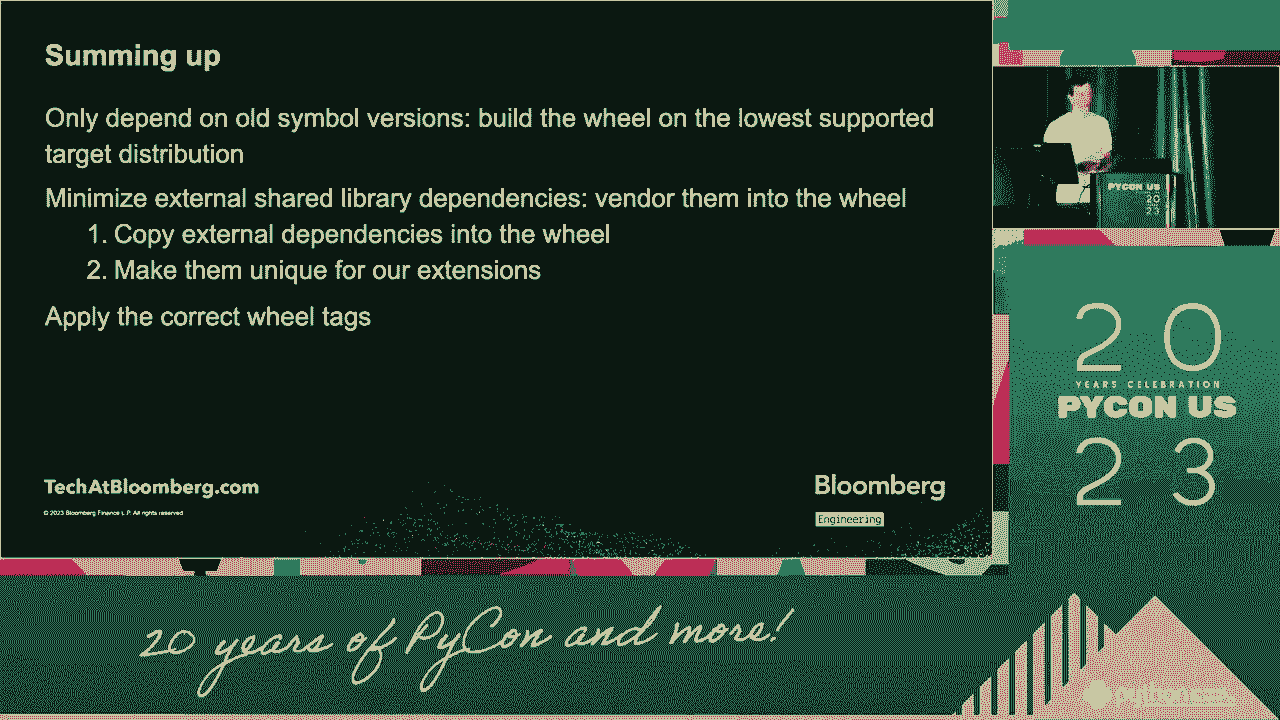 Summing up
Only depend on old symbol versions: build the wheel on the lowest supported
target distribution
Minimize external shared library dependencies: vendor them into the wheel
1. Copy external dependencies into the wheel
2. Make them unique for our extensions
Apply the correct wheel tags
TechAtBloomberg.com
© 2023 Bloomberg Finance L.P. All rights reserved
Bloomberg
Engineering
PYCON US
20
23
20
YEARS CELEBRATION
PYCON US
23
20 years of PyCon and more!